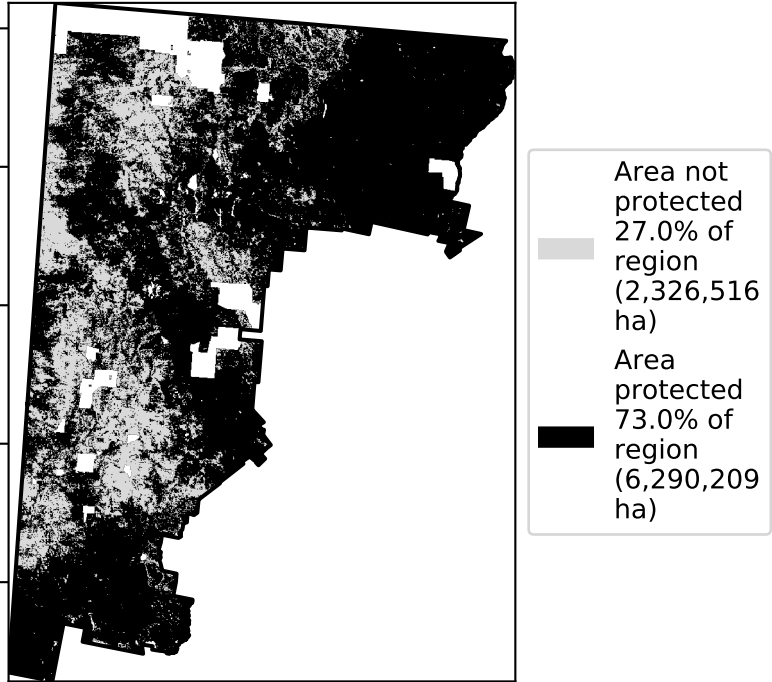 Area not
protected
27.0% of
region
(2,326,516
ha)
Area
protected
73.0% of
region
(6,290,209
ha)